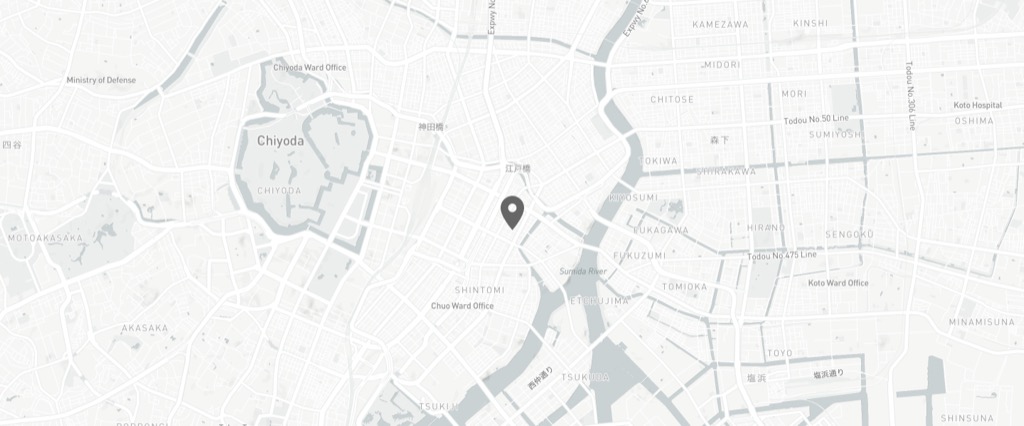 Expwy No.
Expwy No.6
KAMEZAWA
KINSHI
Chiyoda Ward Office
MIDORI
Ministry of Defense
Todou No.306 Line
MORI
CHITOSE
Koto Hospital
Todou No.50 Line
OSHIMA
神田橋
SUMIYOSHI
Chiyoda
森下
四谷
TOKIWA
江戸橋
SHIRAKAWA
CHIYODA
KIYOSUMI
HIRANO
FUKAGAWA
SENGOKU
MOTOAKASAKA
FUKUZUMI
Todou No.475 Line
Sumida River
Koto Ward Office
TOMIOKA
SHINTOMI
ETCHUJIMA
Chuo Ward Office
MINAMISUNA
AKASAKA
TOYO
西仲通り
TSUKUDA
塩浜
塩浜通り
TSUKIJI
SHINSUNA
ROPPONGI